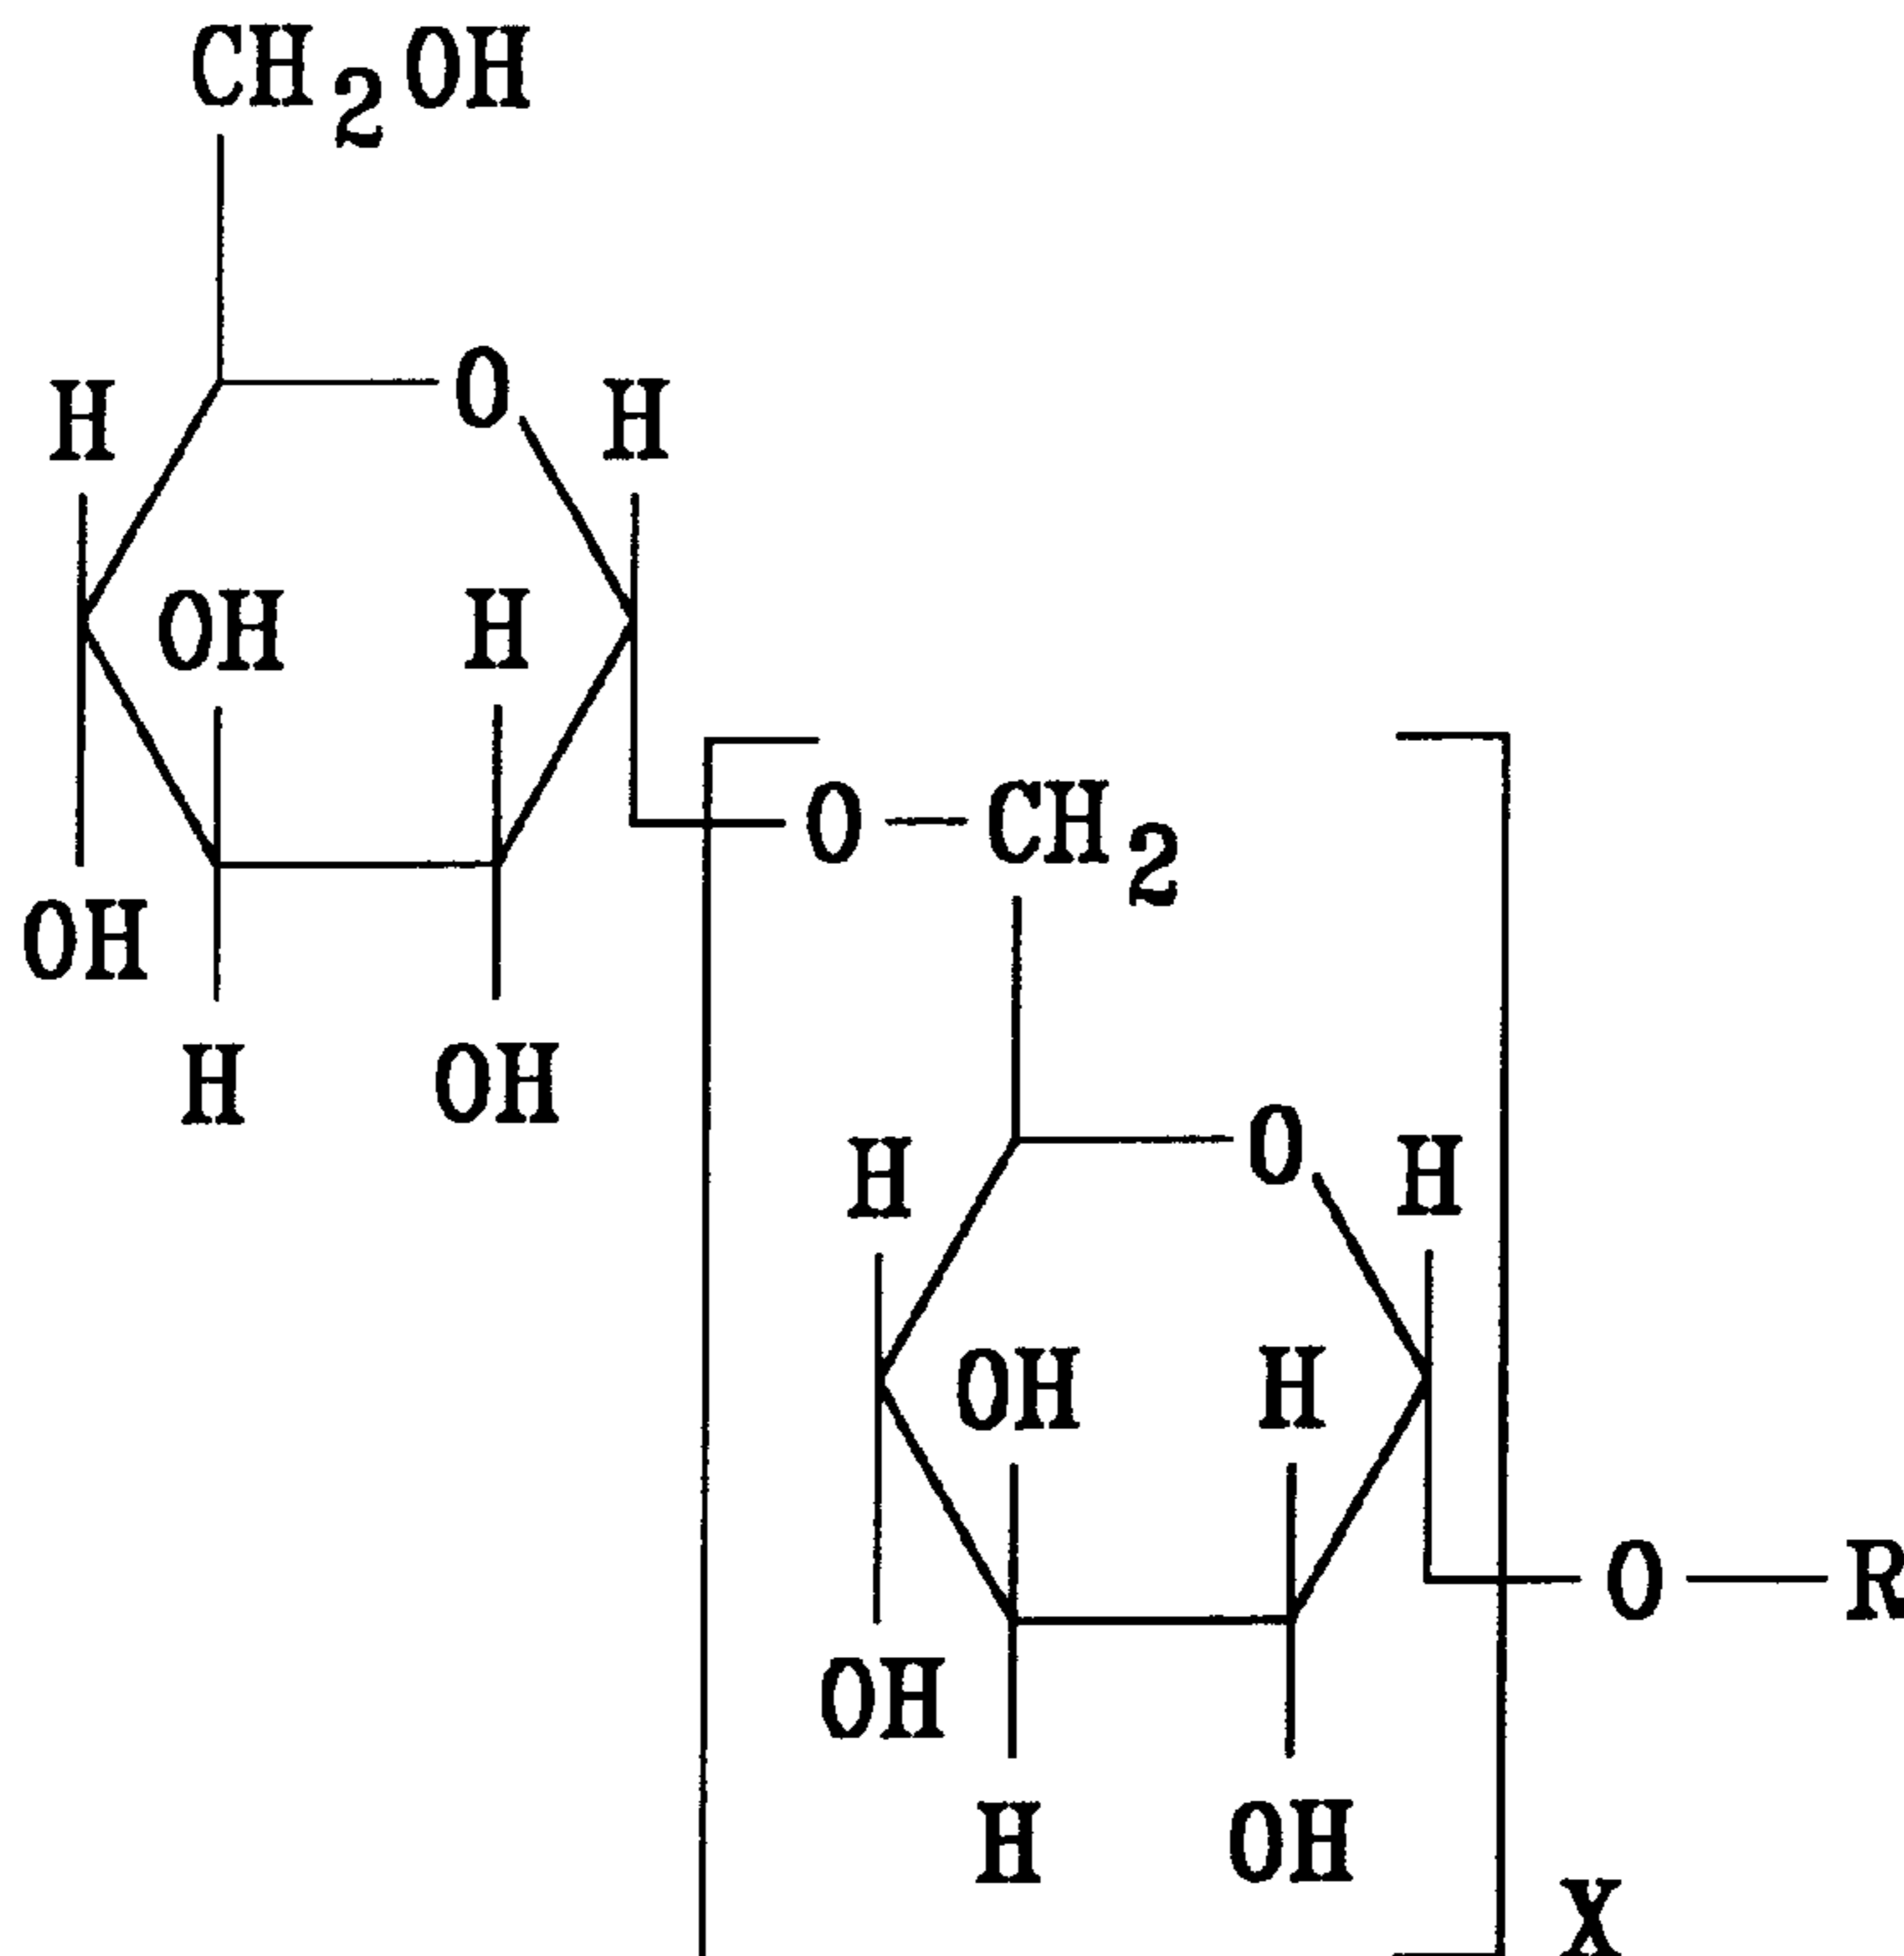 CH2OH
H O H
OH H
O CH2
OH
H OH
H O H
OH H
O R
OH
H OH
X